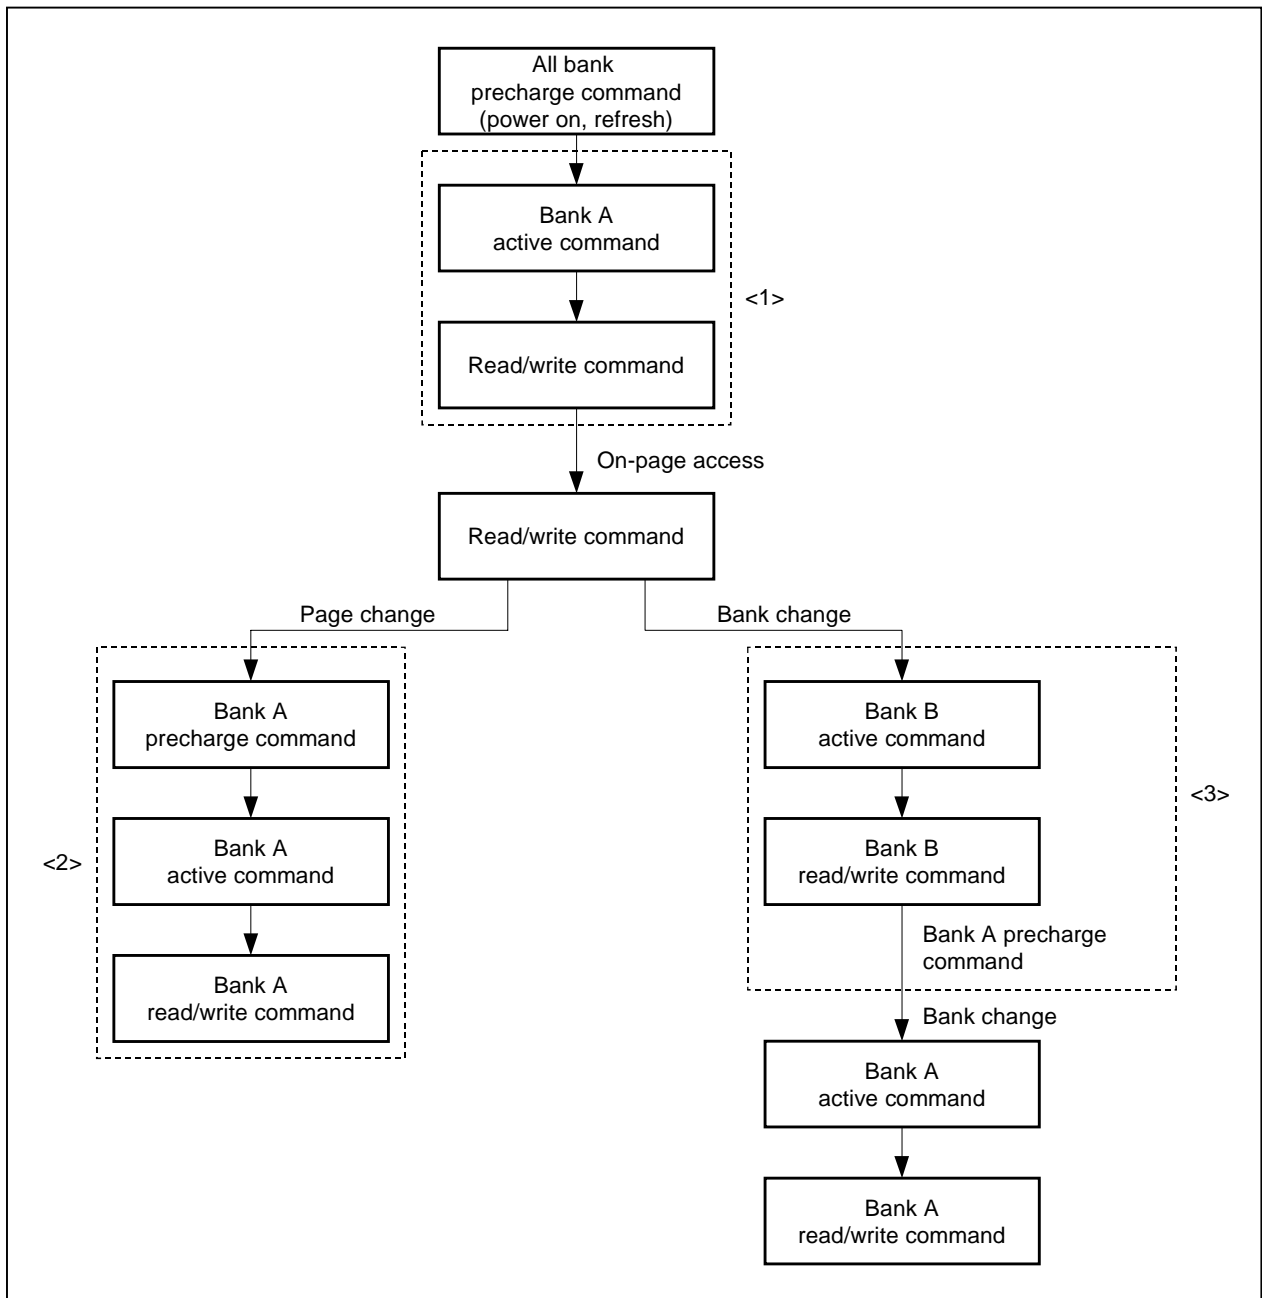 All bank
precharge command
(power on, refresh)
Bank A
active command
<1>
Read/write command
On-page access
Read/write command
Page change
Bank change
Bank A
precharge command
Bank B
active command
<3>
Bank A
active command
<2>
Bank B
read/write command
Bank A precharge
command
Bank A
read/write command
Bank change
Bank A
active command
Bank A
read/write command